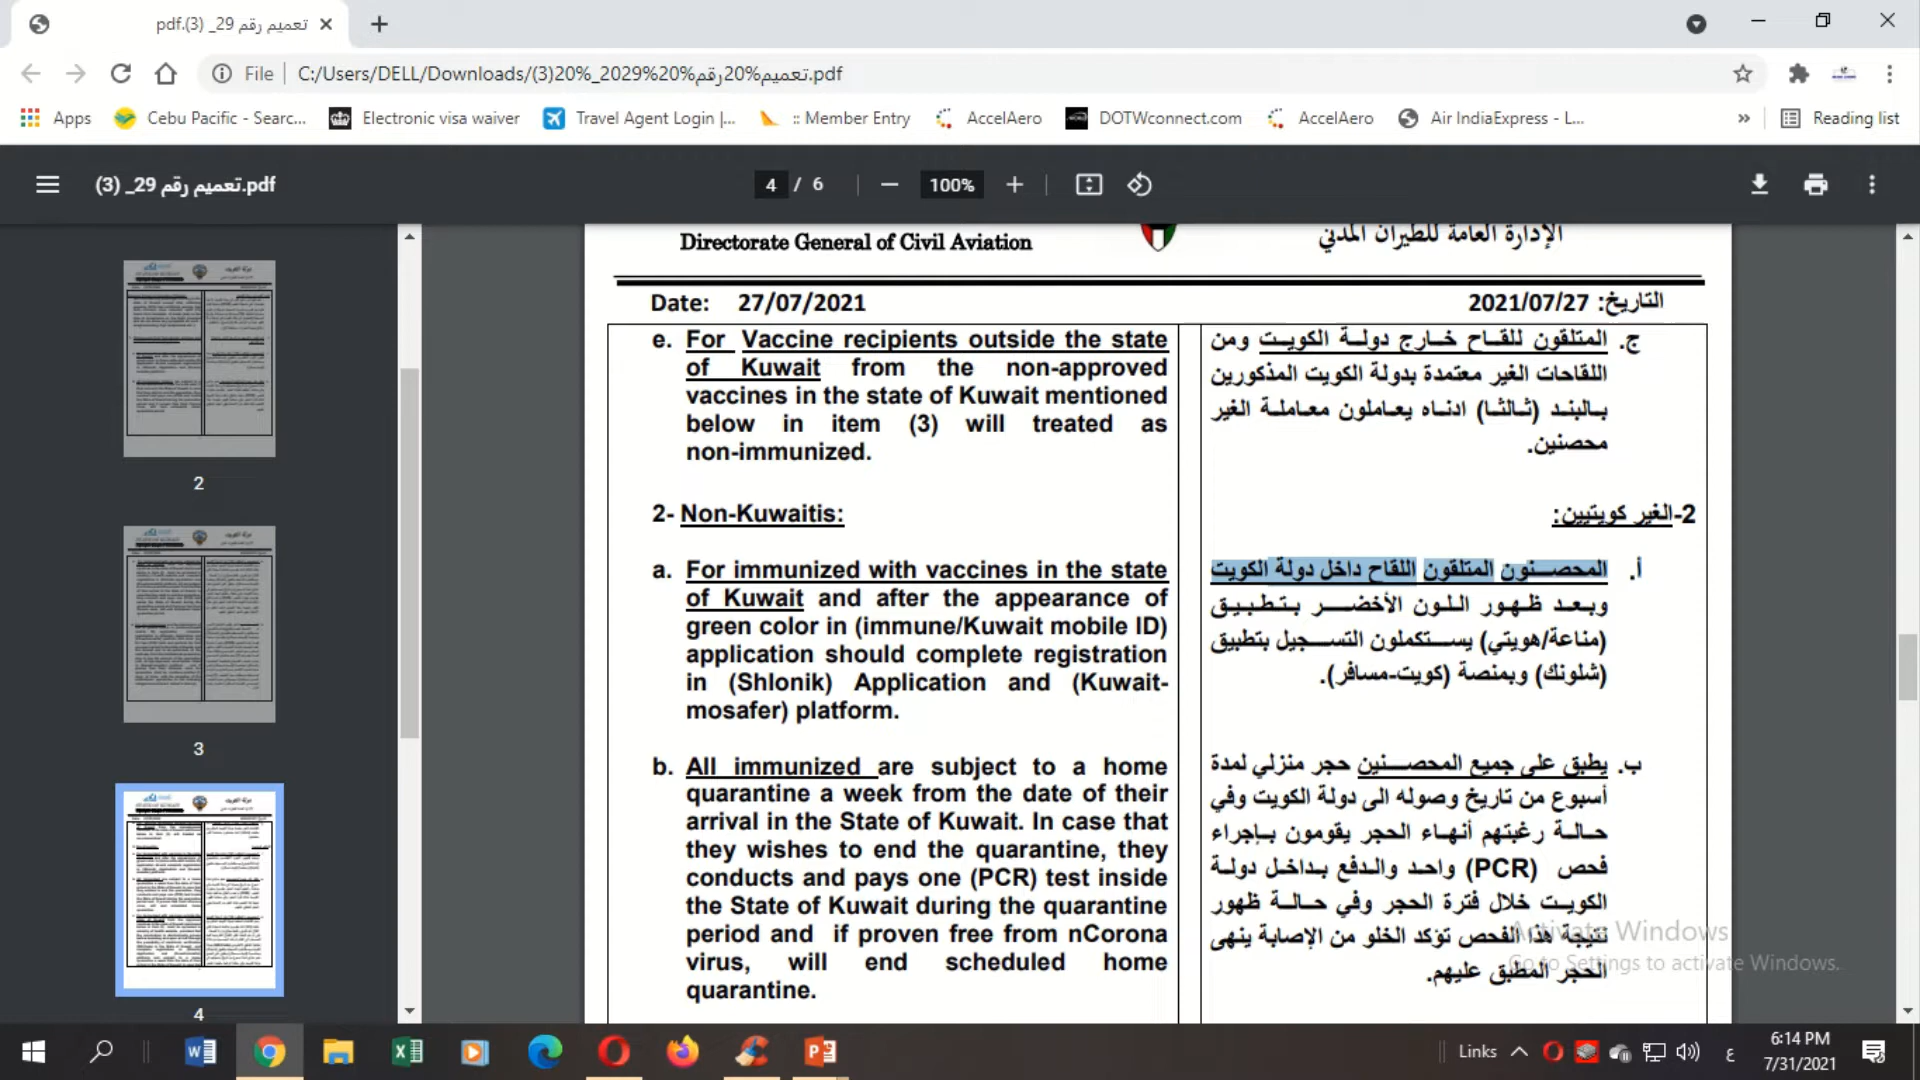 تعميم رقم 29_ (3).pdf
File
C:/Users/DELL/Downloads/(3)20%_2029%20%رقم20%تعميم.pdf
Apps
Cebu Pacific - Searc...
Electronic visa waiver
Travel Agent Login |...
:: Member Entry
AccelAero
DOTWconnect.com
AccelAero
Air IndiaExpress - L...
»
Reading list
(3) _29 تعميم رقم.pdf
4 / 6
100%
2
3
4
Directorate General of Civil Aviation
الإدارة العامة للطيران المدني
Date: 27/07/2021
التاريخ: 2021/07/27
e. For Vaccine recipients outside the state
of Kuwait from the non-approved
vaccines in the state of Kuwait mentioned
below in item (3) will treated as
non-immunized.
2- Non-Kuwaitis:
a. For immunized with vaccines in the state
of Kuwait and after the appearance of
green color in (immune/Kuwait mobile ID)
application should complete registration
in (Shlonik) Application and (Kuwait-
mosafer) platform.
b. All immunized are subject to a home
quarantine a week from the date of their
arrival in the State of Kuwait. In case that
they wishes to end the quarantine, they
conducts and pays one (PCR) test inside
the State of Kuwait during the quarantine
period and if proven free from nCorona
virus, will end scheduled home
quarantine.
ج. المتلقون للقاح خارج دولة الكويت ومن
اللقاحات الغير معتمدة بدولة الكويت المذكورين
بالبند (ثالثا) ادناه يعاملون معاملة الغير
محصنين.
2-الغير كويتيين:
أ. المحصنون المتلقون اللقاح داخل دولة الكويت
وبعد ظهور اللون الأخضر بتطبيق
(مناعة/هويتي) يستكملون التسجيل بتطبيق
(شلونك) وبمنصة (كويت-مسافر).
ب. يطبق على جميع المحصنين حجر منزلي لمدة
أسبوع من تاريخ وصوله الى دولة الكويت وفي
حالة رغبتهم أنهاء الحجر يقومون بإجراء
فحص (PCR) واحد والدفع بداخل دولة
الكويت خلال فترة الحجر وفي حالة ظهور
نتيجة هذا الفحص تؤكد الخلو من الإصابة ينهى
الحجر المطبق عليهم.
Activate Windows
Go to Settings to activate Windows.
Links
ع
6:14 PM
7/31/2021